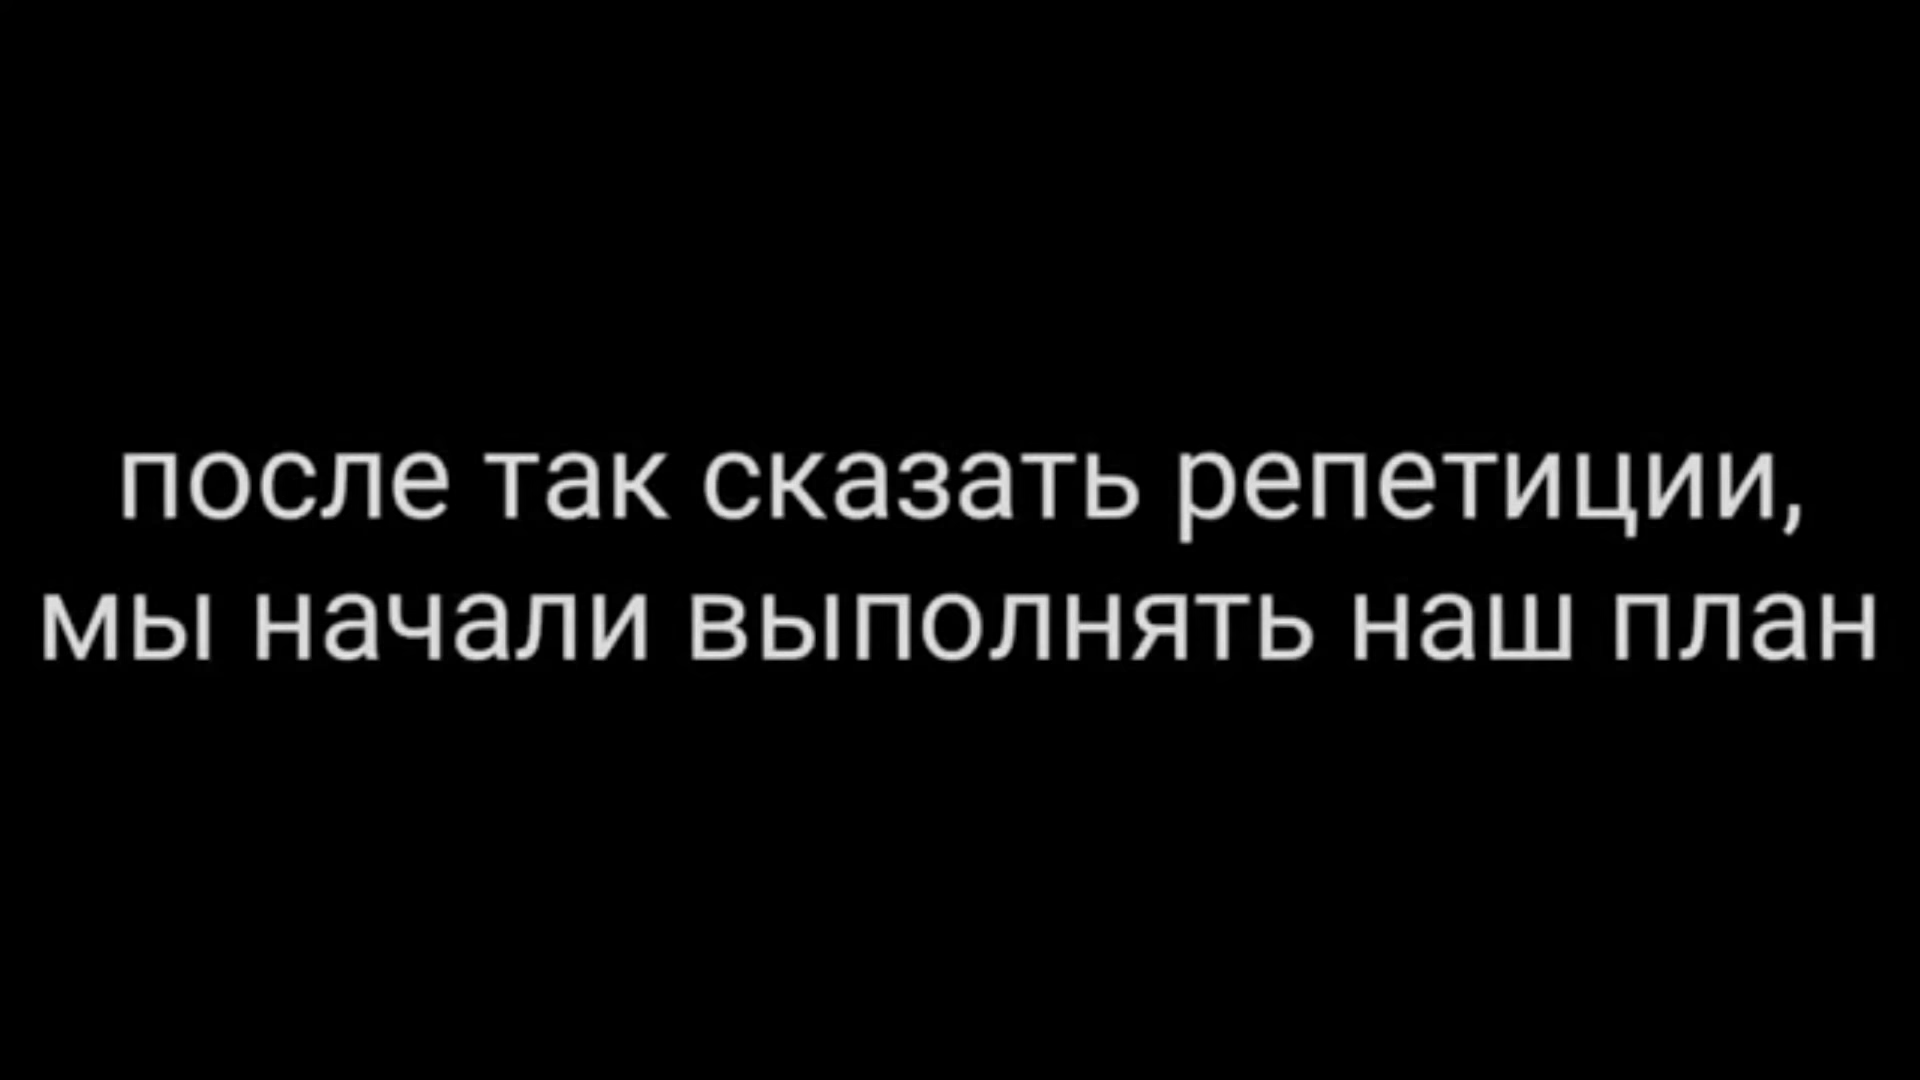 после так сказать репетиции,
мы начали выполнять наш план